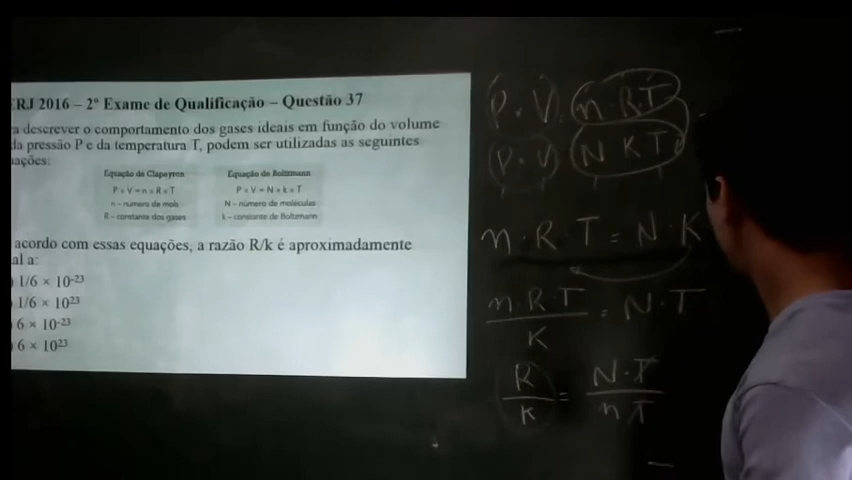 RJ 2016 – 2º Exame de Qualificação – Questão 37
a descrever o comportamento dos gases ideais em função do volume
da pressão P e da temperatura T, podem ser utilizadas as seguintes
ações:
Equação de Clapeyron
P × V = n × R × T
n – número de mols
R – constante dos gases
Equação de Boltzmann
P × V = N × k × T
N – número de moléculas
k – constante de Boltzmann
acordo com essas equações, a razão R/k é aproximadamente
al a:
1/6 × 10⁻²³
1/6 × 10²³
6 × 10⁻²³
6 × 10²³
P . V n . R . T
P . V N K T
n . R . T = N . K
n . R . T / K = N . T
R / K = N . T / n T